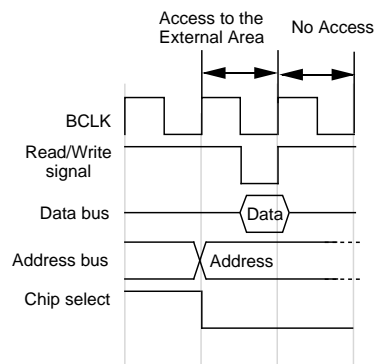 Access to the
External Area
No Access
BCLK
Read/Write
signal
Data bus
Data
Address bus
Address
Chip select